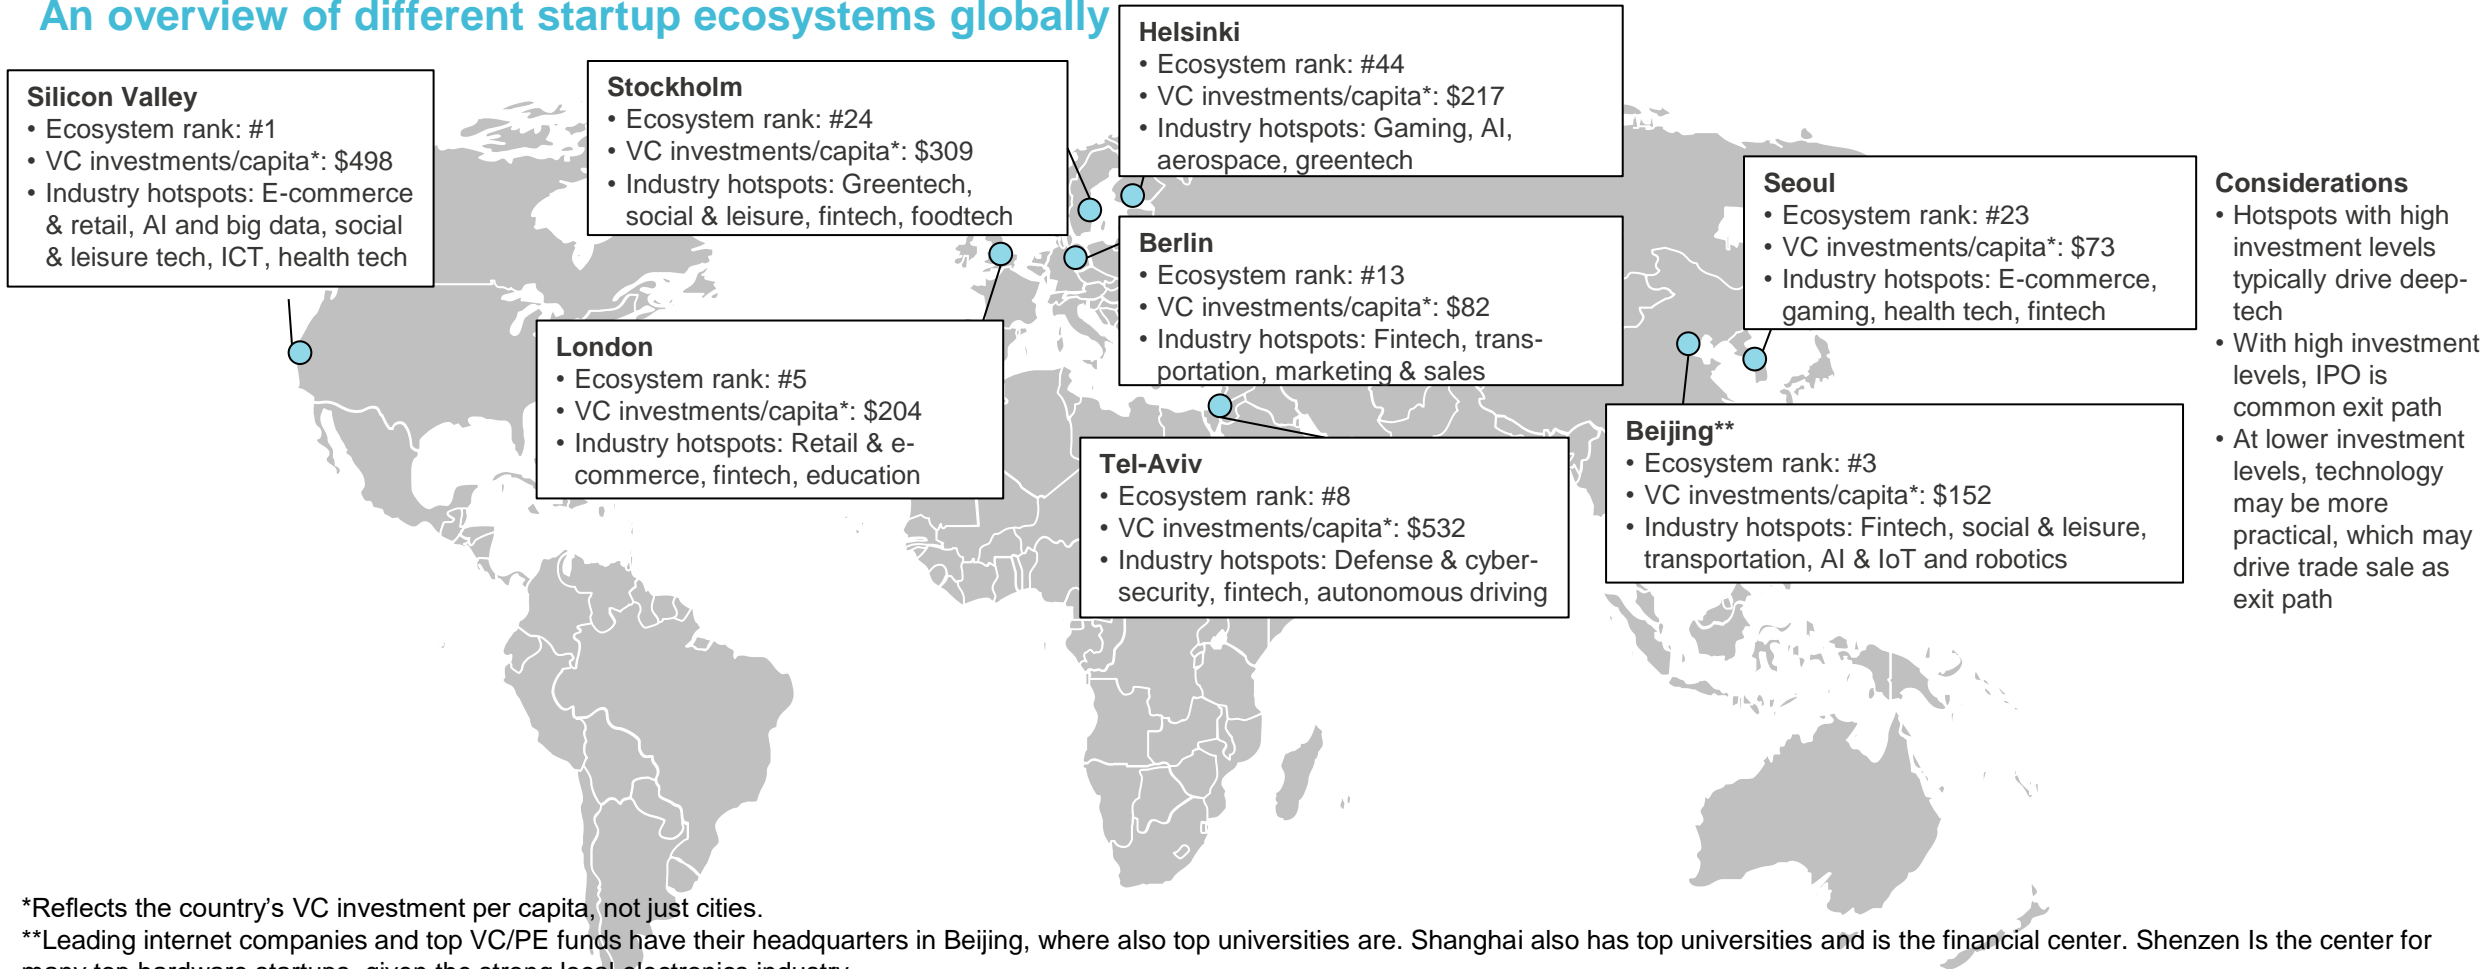 An overview of different startup ecosystems globally
Silicon Valley
• Ecosystem rank: #1
• VC investments/capita*: $498
• Industry hotspots: E-commerce
& retail, AI and big data, social
& leisure tech, ICT, health tech
Stockholm
• Ecosystem rank: #24
• VC investments/capita*: $309
• Industry hotspots: Greentech,
social & leisure, fintech, foodtech
Helsinki
• Ecosystem rank: #44
• VC investments/capita*: $217
• Industry hotspots: Gaming, AI,
aerospace, greentech
London
• Ecosystem rank: #5
• VC investments/capita*: $204
• Industry hotspots: Retail & e-
commerce, fintech, education
Berlin
• Ecosystem rank: #13
• VC investments/capita*: $82
• Industry hotspots: Fintech, trans-
portation, marketing & sales
Tel-Aviv
• Ecosystem rank: #8
• VC investments/capita*: $532
• Industry hotspots: Defense & cyber-
security, fintech, autonomous driving
Seoul
• Ecosystem rank: #23
• VC investments/capita*: $73
• Industry hotspots: E-commerce,
gaming, health tech, fintech
Beijing**
• Ecosystem rank: #3
• VC investments/capita*: $152
• Industry hotspots: Fintech, social & leisure,
transportation, AI & IoT and robotics
Considerations
• Hotspots with high
investment levels
typically drive deep-
tech
• With high investment
levels, IPO is
common exit path
• At lower investment
levels, technology
may be more
practical, which may
drive trade sale as
exit path
*Reflects the country’s VC investment per capita, not just cities.
**Leading internet companies and top VC/PE funds have their headquarters in Beijing, where also top universities are. Shanghai also has top universities and is the financial center. Shenzen Is the center for
many top hardware startups, given the strong local electronics industry.